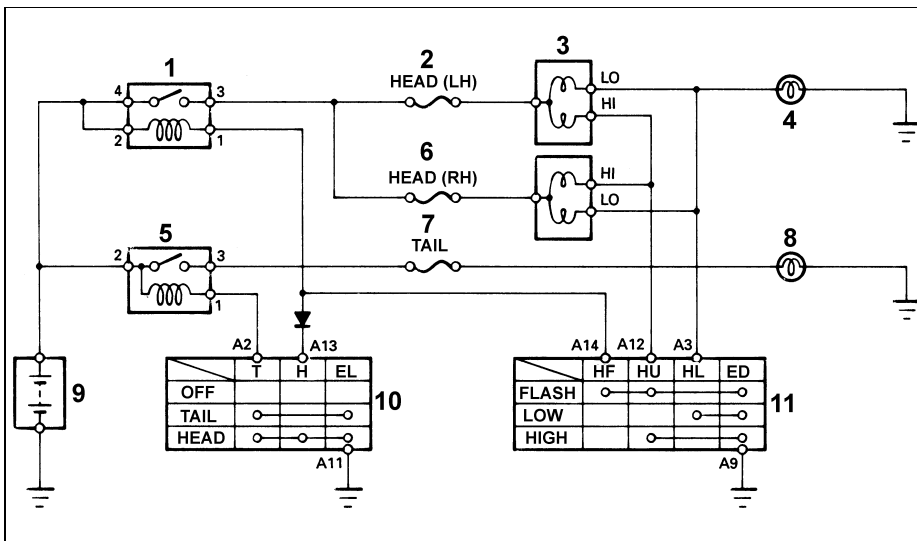 1
2
HEAD (LH)
3
LO
HI
4
3
2
1
4
6
HEAD (RH)
HI
LO
5
7
TAIL
8
2
3
1
9
A2
A13
T
H
EL
OFF
TAIL
HEAD
10
A11
A14
A12
A3
HF
HU
HL
ED
FLASH
LOW
HIGH
11
A9